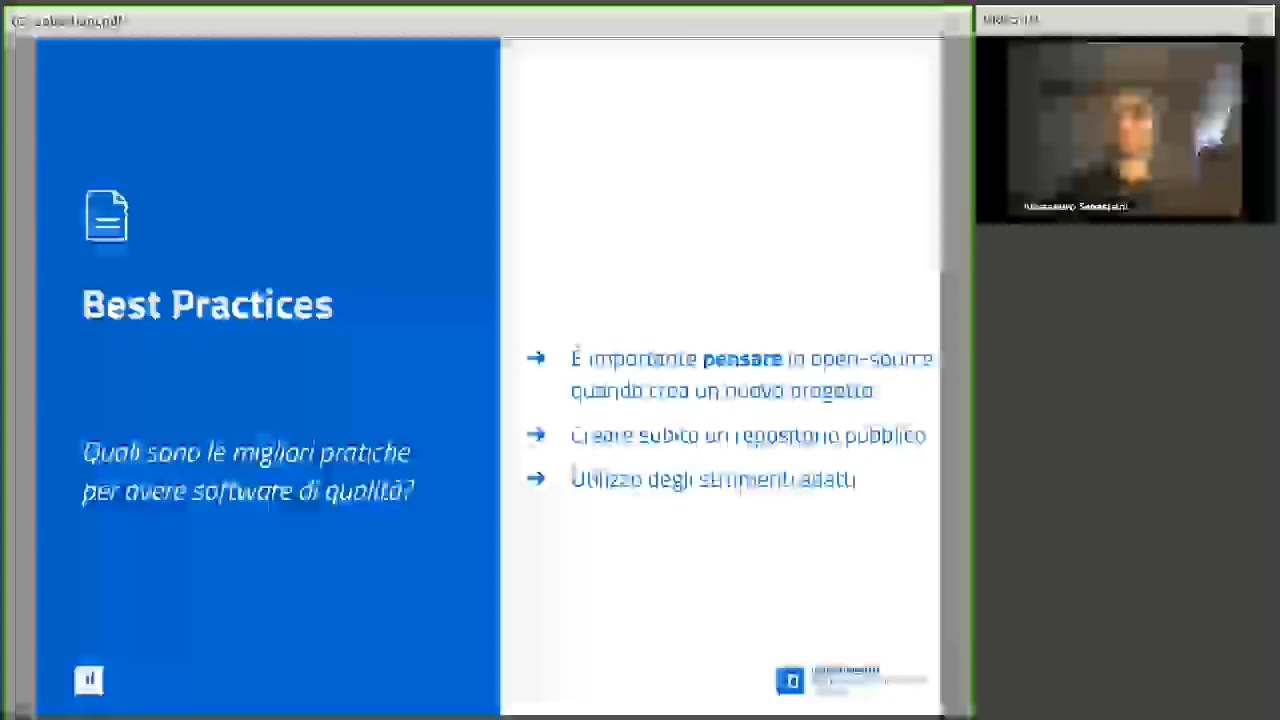 Best Practices
Quali sono le migliori pratiche
per avere software di qualità?
È importante pensare in open-source
quando crea un nuovo progetto
Creare subito un repository pubblico
Utilizzo degli strumenti adatti